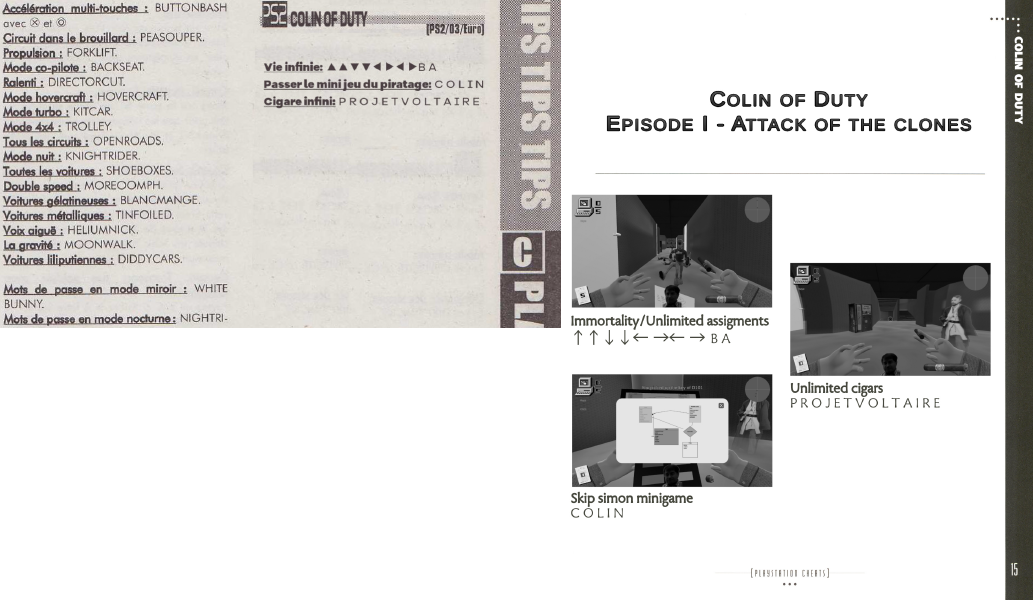 Accélération multi-touches : BUTTONBASH
avec ⊗ et ⊙
Circuit dans le brouillard : PEASOUPER.
Propulsion : FORKLIFT.
Mode co-pilote : BACKSEAT.
Ralenti : DIRECTORCUT.
Mode hovercraft : HOVERCRAFT.
Mode turbo : KITCAR.
Mode 4x4 : TROLLEY.
Tous les circuits : OPENROADS.
Mode nuit : KNIGHTRIDER.
Toutes les voitures : SHOEBOXES.
Double speed : MOREOOMPH.
Voitures gélatineuses : BLANCMANGE.
Voitures métalliques : TINFOILED.
Voix aiguë : HELIUMNICK.
La gravité : MOONWALK.
Voitures liliputiennes : DIDDYCARS.
Mots de passe en mode miroir : WHITE
BUNNY.
Mots de passe en mode nocturne : NIGHTRI-
PS2 COLIN OF DUTY
[PS2/03/Euro]
Vie infinie: ▲▲▼▼◀▶◀▶BA
Passer le mini jeu du piratage: COLIN
Cigare infini: PROJETVOLTAIRE
TIPS TIPS TIPS
C
PLA
COLIN OF DUTY
EPISODE I - ATTACK OF THE CLONES
Immortality/Unlimited assigments
↑↑↓↓←→←→BA
Unlimited cigars
PROJETVOLTAIRE
Skip simon minigame
COLIN
[PLAYSTATION CHEATS]
COLIN OF DUTY
15